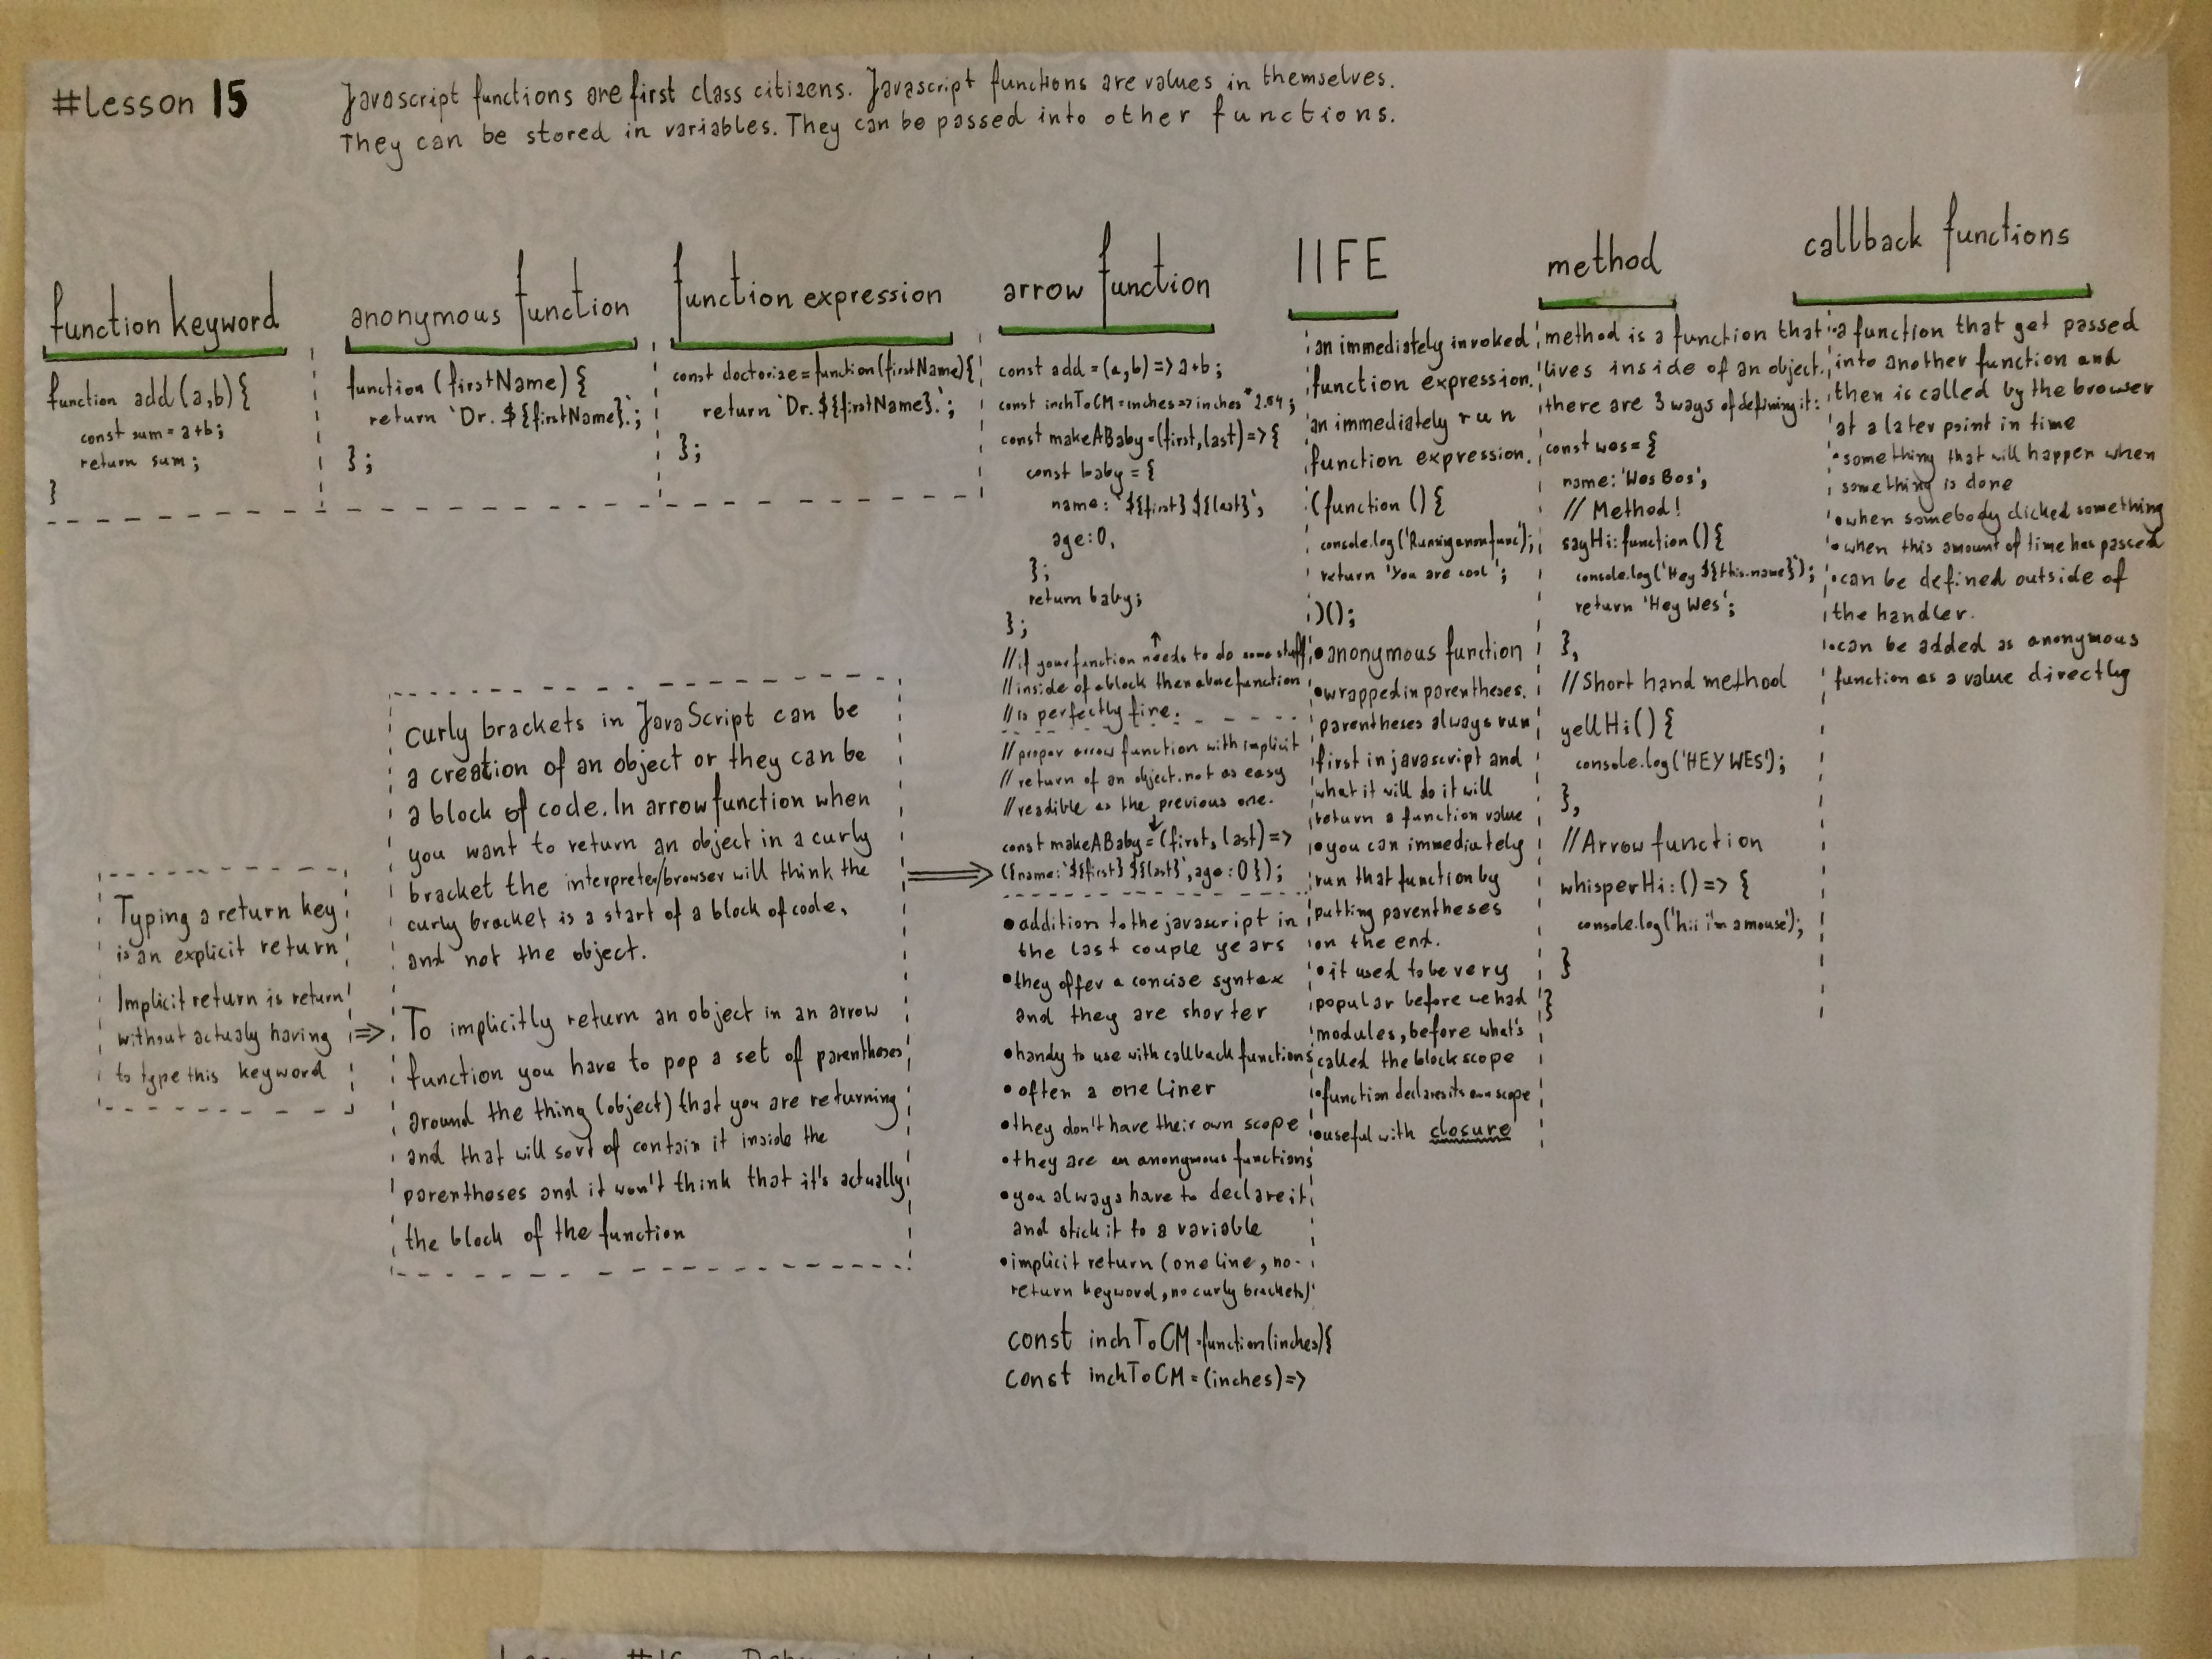 #Lesson 15
Javascript functions are first class citizens. Javascript functions are values in themselves.
They can be stored in variables. They can be passed into other functions.
function keyword
function add(a,b){
const sum = a+b;
return sum;
}
anonymous function
function (firstName) {
return `Dr. ${firstName}.`;
};
function expression
const doctorize=function(firstName){
return `Dr. ${firstName}.`;
};
Typing a return key
is an explicit return
Implicit return is return
without actualy having
to type this keyword
curly brackets in JavaScript can be
a creation of an object or they can be
a block of code. In arrow function when
you want to return an object in a curly
bracket the interpreter/browser will think the
curly bracket is a start of a block of code,
and not the object.
To implicitly return an object in an arrow
function you have to pop a set of parentheses
around the thing (object) that you are returning
and that will sort of contain it inside the
parentheses and it won't think that it's actually
the block of the function
arrow function
const add = (a,b) => a+b;
const inchToCM=inches=>inches*2.54;
const makeABaby=(first,last)=>{
const baby = {
name: `${first} ${last}`,
age:0,
};
return baby;
};
//if your function needs to do some stuff
//inside of a block then above function
//is perfectly fine.
//proper arrow function with implicit
//return of an object. not as easy
//readible as the previous one.
const makeABaby=(first, last)=>
({name:`${first} ${last}`,age:0});
•addition to the javascript in
the last couple years
•they offer a concise syntax
and they are shorter
•handy to use with callback functions
•often a one liner
•they don't have their own scope
•they are an anonymous functions
•you always have to declare it
and stick it to a variable
•implicit return (one line, no-
return keyword, no curly brackets)
const inchToCM=function(inches){
const inchToCM=(inches)=>
IIFE
an immediately invoked
function expression.
an immediately run
function expression.
(function () {
console.log('Running anon func');
return 'You are cool';
)();
•anonymous function
•wrapped in parentheses.
parentheses always run
first in javascript and
what it will do it will
return a function value
•you can immediately
run that function by
putting parentheses
on the end.
•it used to be very
popular before we had
modules, before what's
called the block scope
•function declares its own scope
•useful with closure
method
method is a function that
lives inside of an object.
there are 3 ways of defining it:
const wes= {
name:'Wes Bos',
// Method!
sayHi:function(){
console.log('Hey ${this.name}');
return 'Hey Wes';
},
//Short hand method
yellHi() {
console.log('HEY WES');
},
//Arrow function
whisperHi:()=> {
console.log('hii i'm a mouse');
}
}
callback functions
•a function that get passed
into another function and
then is called by the browser
at a later point in time
•something that will happen when
something is done
•when somebody clicked something
•when this amount of time has passed
•can be defined outside of
the handler.
•can be added as anonymous
function as a value directly